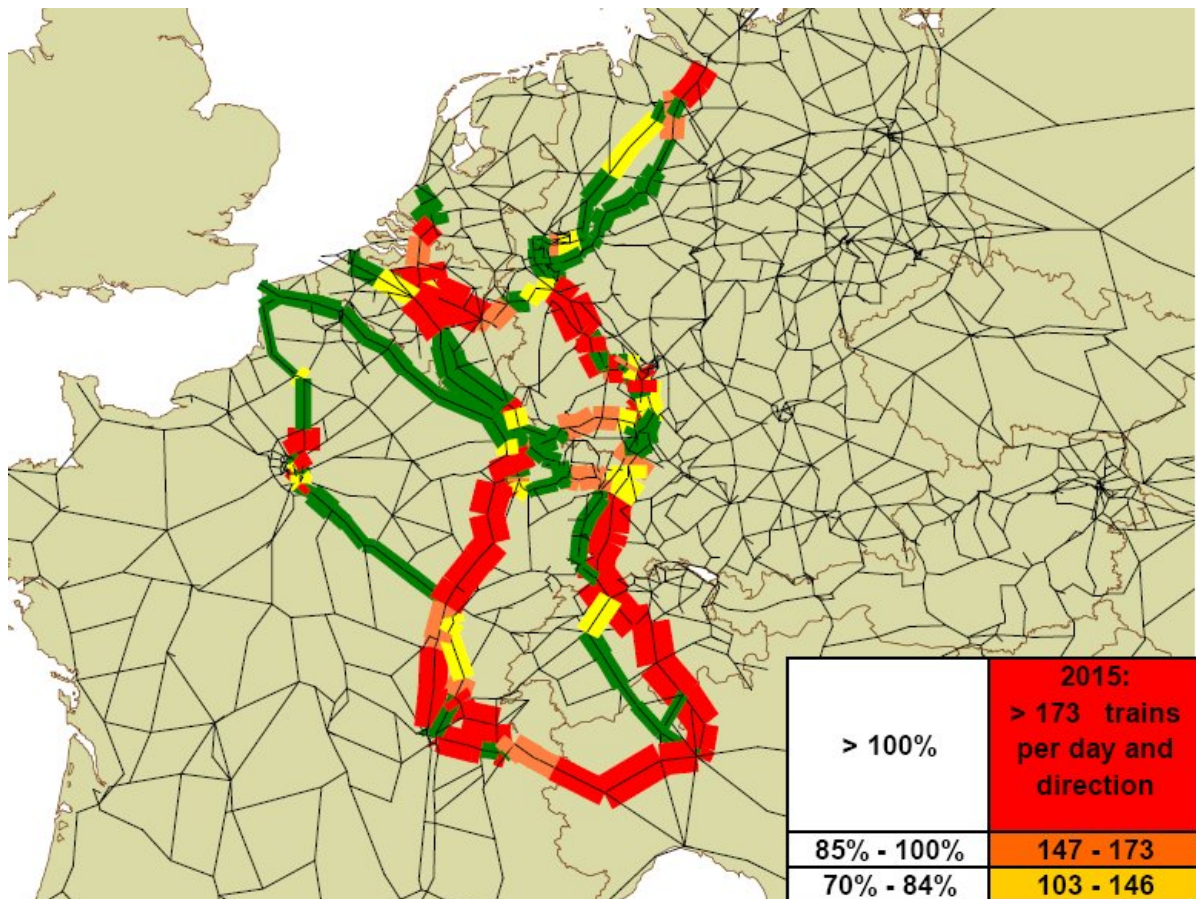 > 100%
2015:
> 173 trains
per day and
direction
85% - 100%
147 - 173
70% - 84%
103 - 146